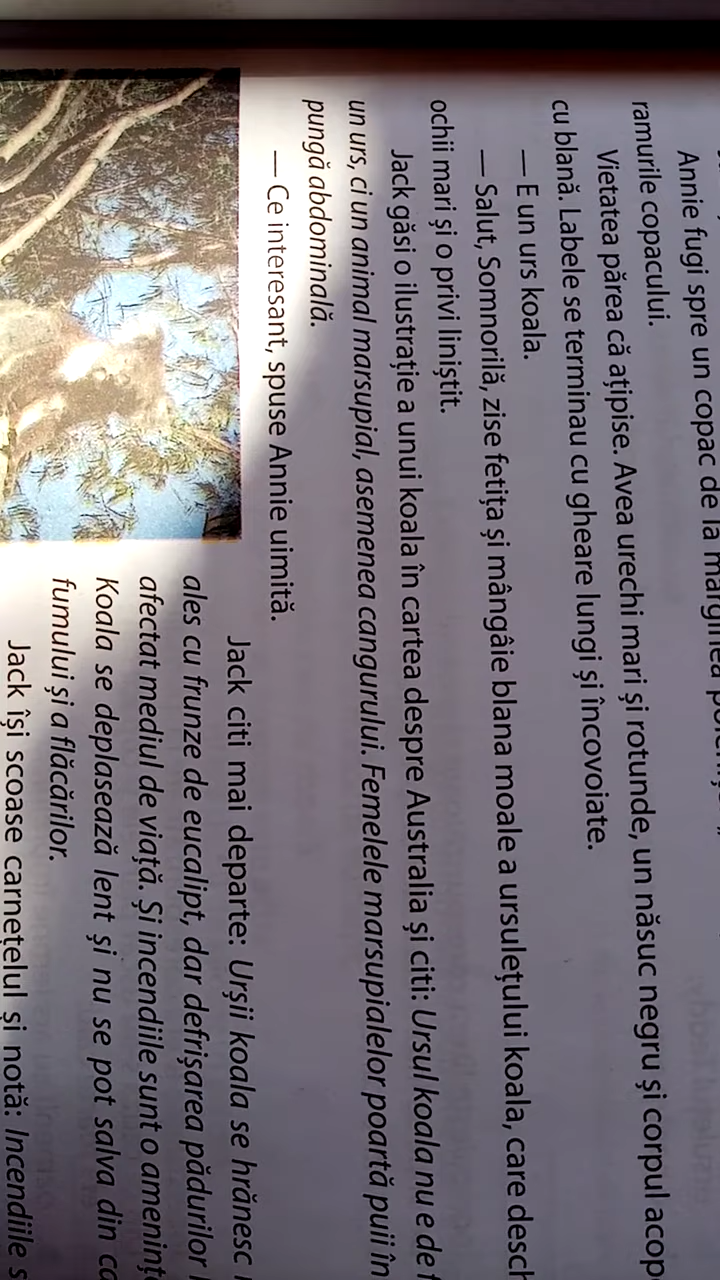 Annie fugi spre un copac de la marginea
ramurile copacului.
Vietatea părea că ațipise. Avea urechi mari și rotunde, un năsuc negru și corpul acop
cu blană. Labele se terminau cu gheare lungi și încovoiate.
— E un urs koala.
— Salut, Somnorilă, zise fetița și mângâie blana moale a ursulețului koala, care desch
ochii mari și o privi liniștit.
Jack găsi o ilustrație a unui koala în cartea despre Australia și citi: Ursul koala nu e de f
un urs, ci un animal marsupial, asemenea cangurului. Femelele marsupialelor poartă puii în
pungă abdominală.
— Ce interesant, spuse Annie uimită.
Jack citi mai departe: Urșii koala se hrănesc
ales cu frunze de eucalipt, dar defrișarea pădurilor
afectat mediul de viață. Și incendiile sunt o ameninț
Koala se deplasează lent și nu se pot salva din ca
fumului și a flăcărilor.
Jack își scoase carnețelul și notă: Incendiile s